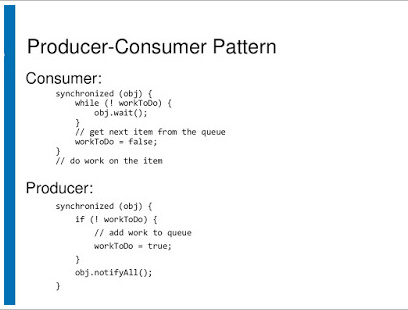 Producer-Consumer Pattern
Consumer:
synchronized (obj) {
    while (! workToDo) {
        obj.wait();
    }
    // get next item from the queue
    workToDo = false;
}
// do work on the item
Producer:
synchronized (obj) {
    if (! workToDo) {
        // add work to queue
        workToDo = true;
    }
    obj.notifyAll();
}